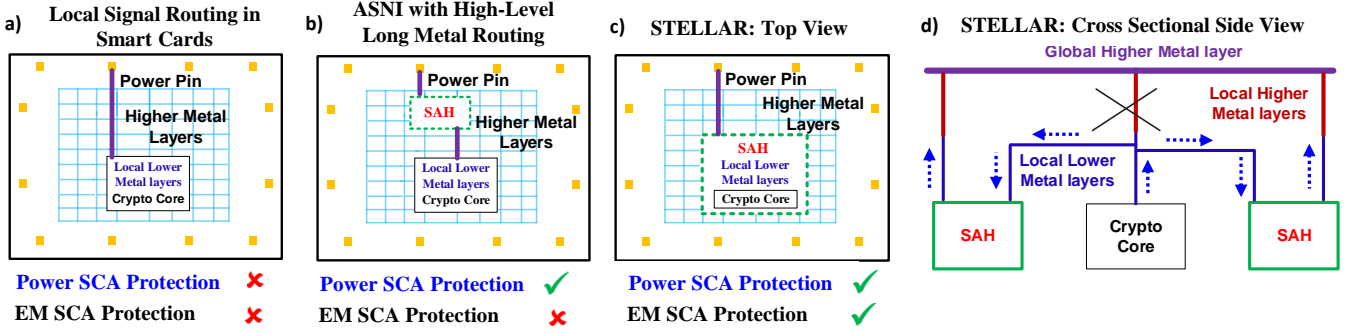 a) Local Signal Routing in
Smart Cards
Power Pin
Higher Metal
Layers
Local Lower
Metal layers
Crypto Core
Power SCA Protection ✘
EM SCA Protection ✘
b) ASNI with High-Level
Long Metal Routing
Power Pin
SAH
Higher Metal
Layers
Local Lower
Metal layers
Crypto Core
Power SCA Protection ✓
EM SCA Protection ✘
c) STELLAR: Top View
Power Pin
Higher Metal
Layers
SAH
Local Lower
Metal layers
Crypto Core
Power SCA Protection ✓
EM SCA Protection ✓
d) STELLAR: Cross Sectional Side View
Global Higher Metal layer
Local Higher
Metal layers
Local Lower
Metal layers
SAH
Crypto
Core
SAH